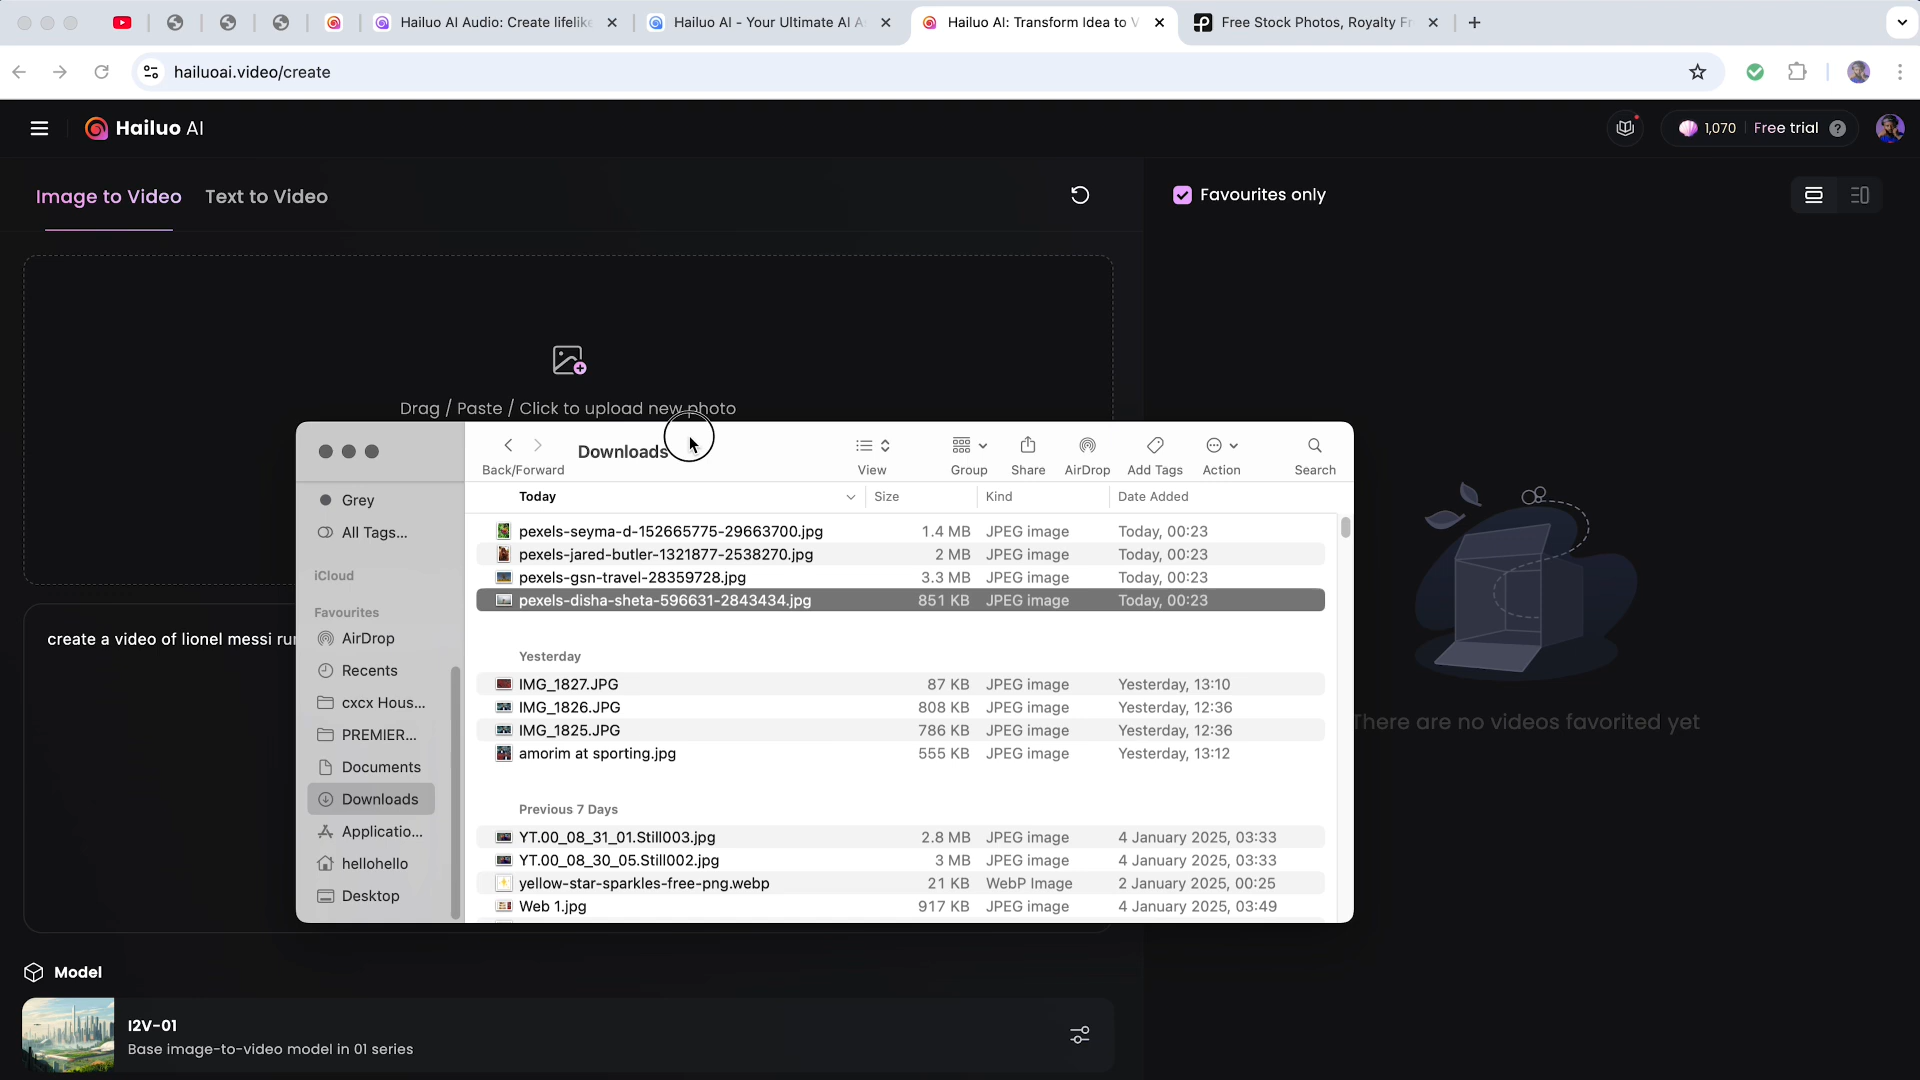 Hailuo AI Audio: Create lifelike
Hailuo AI - Your Ultimate AI A
Hailuo AI: Transform Idea to V
Free Stock Photos, Royalty Fr
hailuoai.video/create
Hailuo AI
1,070
Free trial
Image to Video
Text to Video
Favourites only
Drag / Paste / Click to upload new photo
Downloads
Back/Forward
View
Group
Share
AirDrop
Add Tags
Action
Search
Grey
All Tags...
iCloud
Favourites
AirDrop
Recents
cxcx Hous...
PREMIER...
Documents
Downloads
Applicatio...
hellohello
Desktop
Today Size Kind Date Added
pexels-seyma-d-152665775-29663700.jpg 1.4 MB JPEG image Today, 00:23
pexels-jared-butler-1321877-2538270.jpg 2 MB JPEG image Today, 00:23
pexels-gsn-travel-28359728.jpg 3.3 MB JPEG image Today, 00:23
pexels-disha-sheta-596631-2843434.jpg 851 KB JPEG image Today, 00:23
Yesterday
IMG_1827.JPG 87 KB JPEG image Yesterday, 13:10
IMG_1826.JPG 808 KB JPEG image Yesterday, 12:36
IMG_1825.JPG 786 KB JPEG image Yesterday, 12:36
amorim at sporting.jpg 555 KB JPEG image Yesterday, 13:12
Previous 7 Days
YT.00_08_31_01.Still003.jpg 2.8 MB JPEG image 4 January 2025, 03:33
YT.00_08_30_05.Still002.jpg 3 MB JPEG image 4 January 2025, 03:33
yellow-star-sparkles-free-png.webp 21 KB WebP Image 2 January 2025, 00:25
Web 1.jpg 917 KB JPEG image 4 January 2025, 03:49
create a video of lionel messi ru
There are no videos favorited yet
Model
I2V-01
Base image-to-video model in 01 series